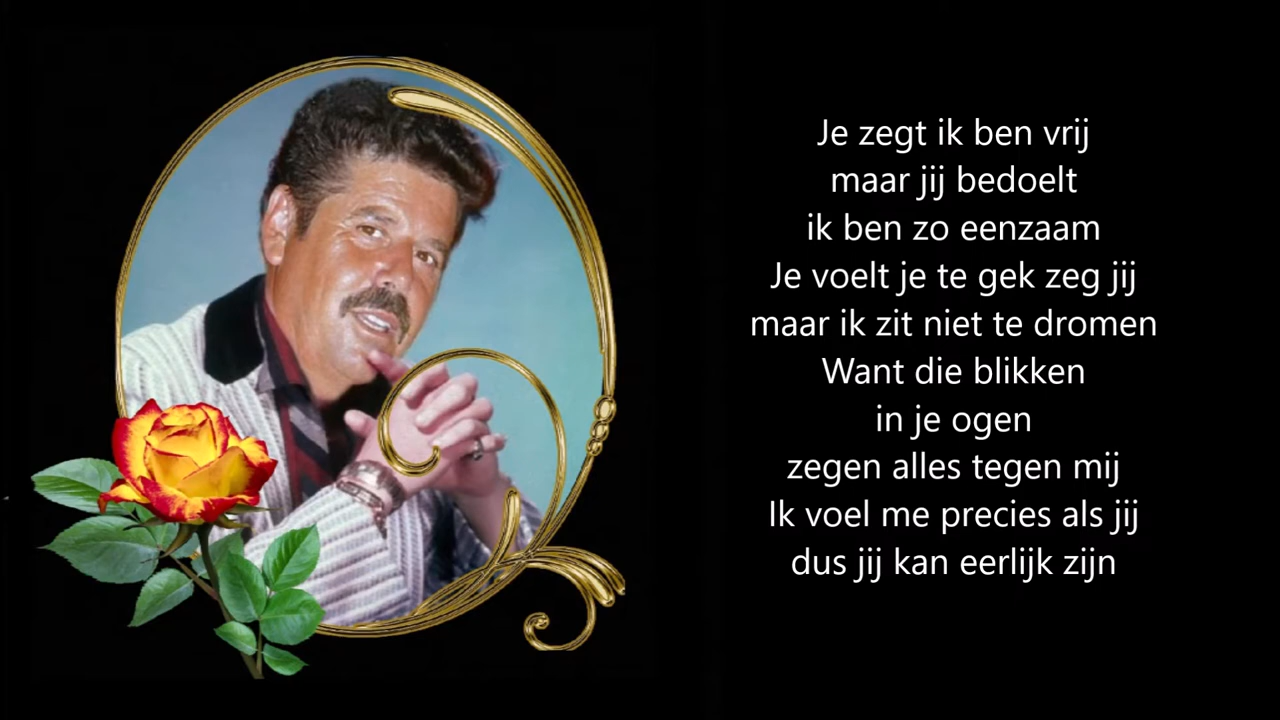 Je zegt ik ben vrij
maar jij bedoelt
ik ben zo eenzaam
Je voelt je te gek zeg jij
maar ik zit niet te dromen
Want die blikken
in je ogen
zegen alles tegen mij
Ik voel me precies als jij
dus jij kan eerlijk zijn